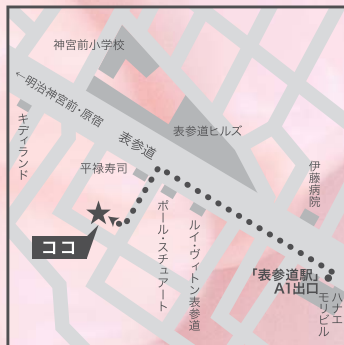 神宮前小学校
←明治神宮前・原宿
キディランド
表参道
表参道ヒルズ
平禄寿司
伊藤病院
ココ
ポール・スチュアート
ルイ・ヴィトン表参道
「表参道駅」
A1出口
ハナエ
モリビル